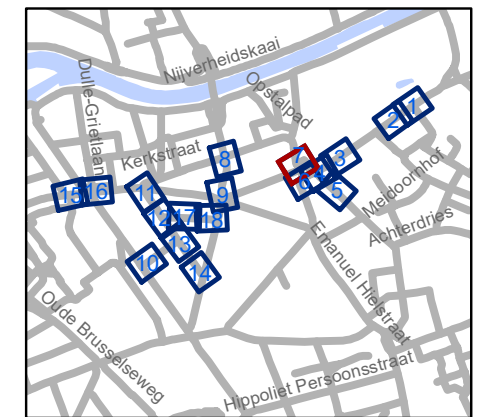 Nijverheidskaai
Dulle-Grietlaan
Opstalpad
Kerkstraat
1
2
3
7
8
5
6
9
11
15
16
12
17
18
13
10
14
Meidoornhof
Achterdries
Emanuel Hielstraat
Oude Brusselseweg
Hippoliet Persoonsstraat